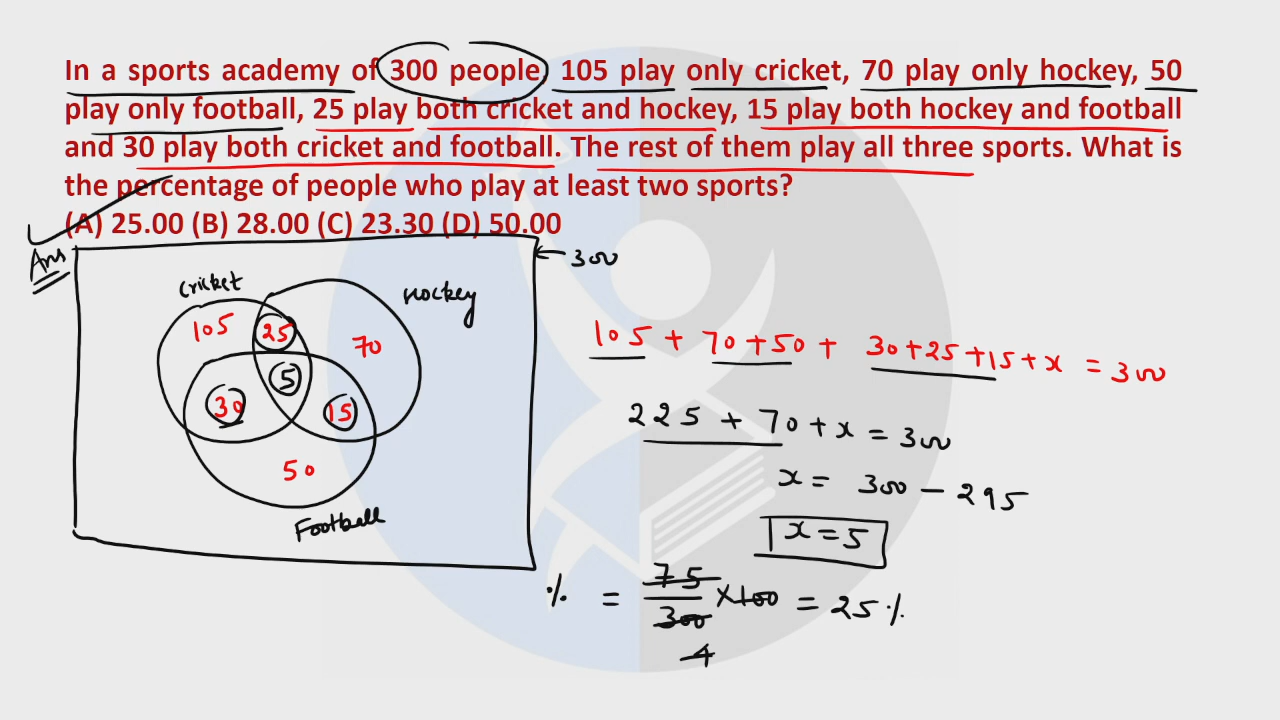 In a sports academy of 300 people, 105 play only cricket, 70 play only hockey, 50
play only football, 25 play both cricket and hockey, 15 play both hockey and football
and 30 play both cricket and football. The rest of them play all three sports. What is
the percentage of people who play at least two sports?
(A) 25.00 (B) 28.00 (C) 23.30 (D) 50.00
Ans
← 300
cricket
Hockey
105
25
70
5
30
15
50
Football
105 + 70+50 + 30+25+15+x = 300
225 + 70+x = 300
x = 300 - 295
x = 5
% = 75/300 ×100 = 25%
4